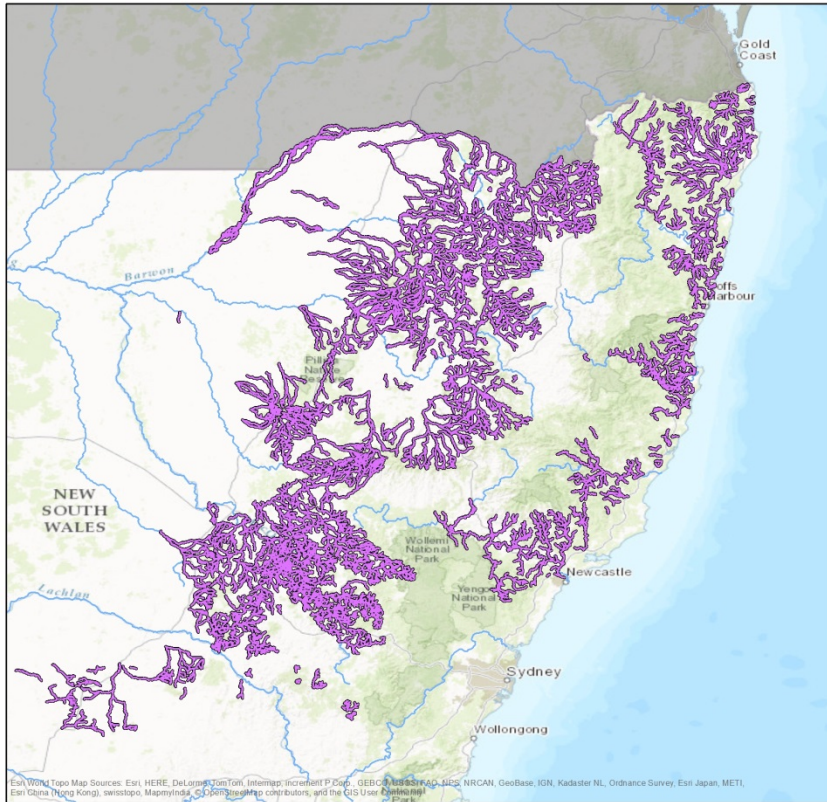 Gold
Coast
Barwon
Harbour
Nature
NEW
SOUTH
WALES
Wollemi
National
Park
Lachlan
Newcastle
National
Park
Sydney
Wollongong
Esri World Topo Map Sources: Esri, HERE, DeLorme, TomTom, Intermap, increment P Corp., GEBCO, USGS, FAO, NPS, NRCAN, GeoBase, IGN, Kadaster NL, Ordnance Survey, Esri Japan, METI,
Esri China (Hong Kong), swisstopo, MapmyIndia, © OpenStreetMap contributors, and the GIS User Community